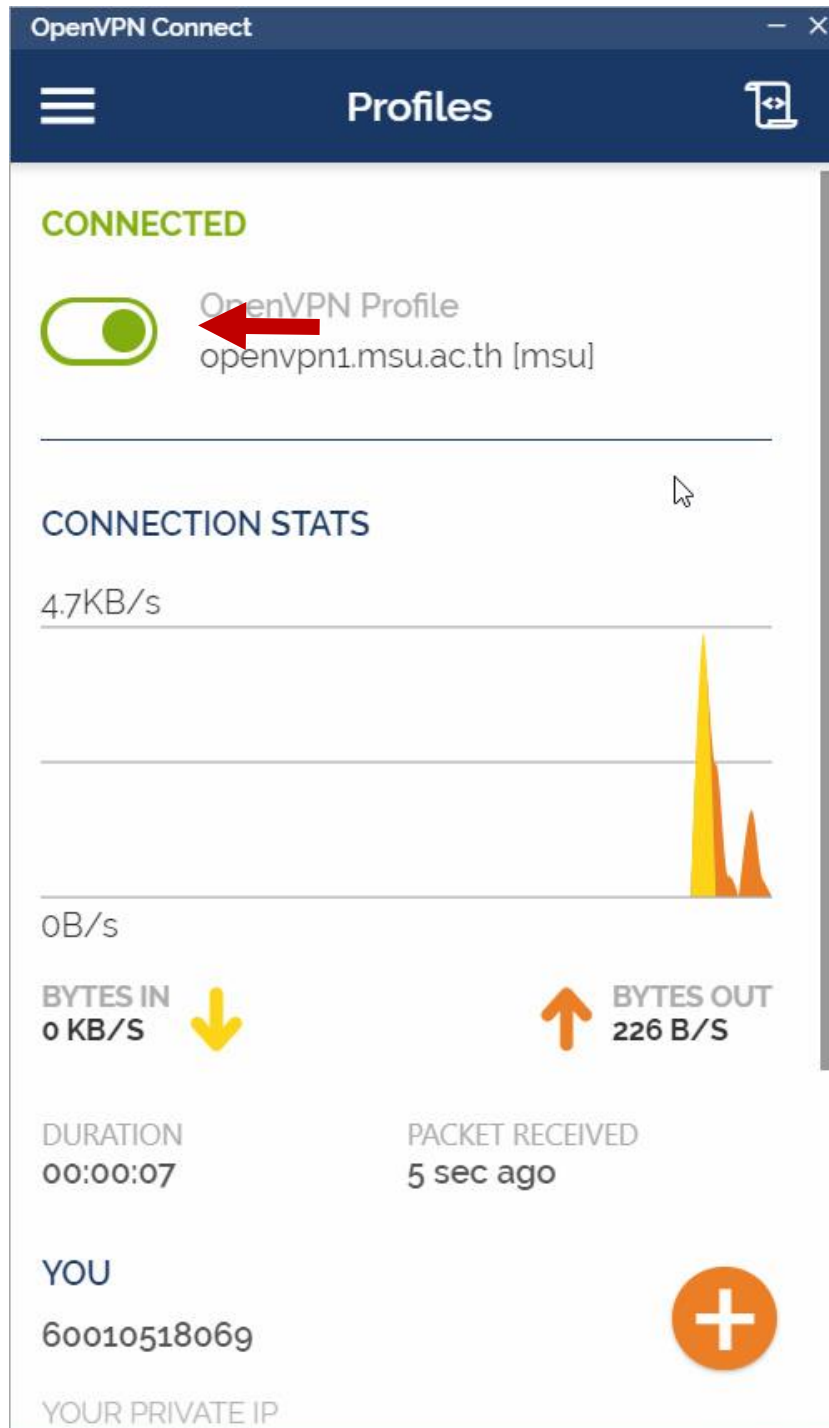 OpenVPN Connect
Profiles
CONNECTED
OpenVPN Profile
openvpn1.msu.ac.th [msu]
CONNECTION STATS
4.7KB/s
0B/s
BYTES IN
0 KB/S
BYTES OUT
226 B/S
DURATION
00:00:07
PACKET RECEIVED
5 sec ago
YOU
60010518069
YOUR PRIVATE IP